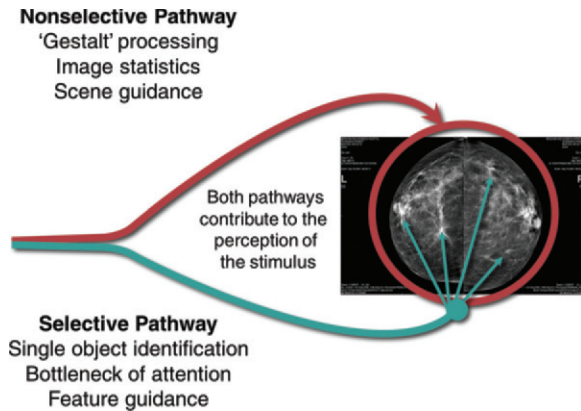 Nonselective Pathway
'Gestalt' processing
Image statistics
Scene guidance
Both pathways
contribute to the
perception of
the stimulus
L
Selective Pathway
Single object identification
Bottleneck of attention
Feature guidance